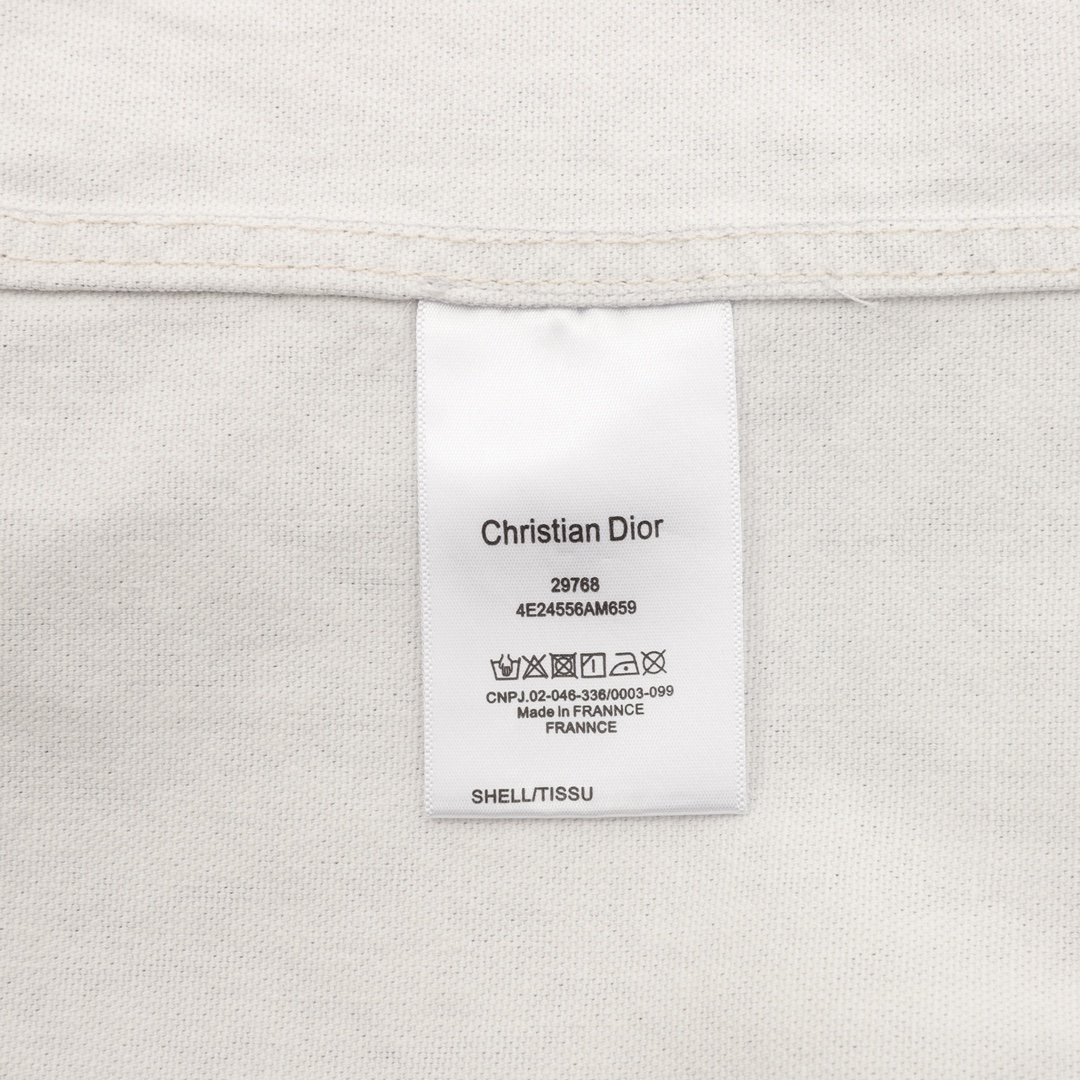 Christian Dior
29768
4E24556AM659
CNPJ.02-046-336/0003-099
Made in FRANNCE
FRANNCE
SHELL/TISSU